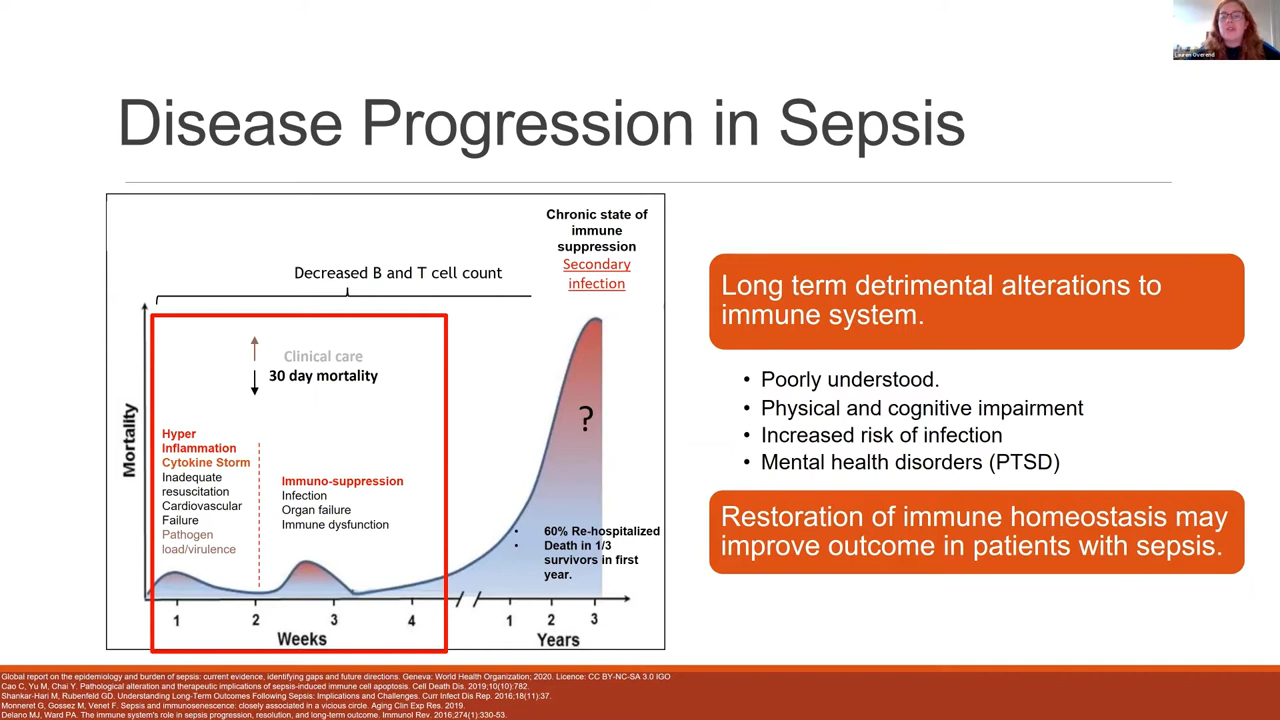 Lauren Overend
Disease Progression in Sepsis
Chronic state of
immune
suppression
Secondary
infection
Decreased B and T cell count
Clinical care
30 day mortality
Mortality
Hyper
Inflammation
Cytokine Storm
Inadequate
resuscitation
Cardiovascular
Failure
Pathogen
load/virulence
Immuno-suppression
Infection
Organ failure
Immune dysfunction
?
• 60% Re-hospitalized
• Death in 1/3
survivors in first
year.
1 2 3 4 1 2 3
Weeks Years
Long term detrimental alterations to
immune system.
• Poorly understood.
• Physical and cognitive impairment
• Increased risk of infection
• Mental health disorders (PTSD)
Restoration of immune homeostasis may
improve outcome in patients with sepsis.
Global report on the epidemiology and burden of sepsis: current evidence, identifying gaps and future directions. Geneva: World Health Organization; 2020. Licence: CC BY-NC-SA 3.0 IGO
Cao C, Yu M, Chai Y. Pathological alteration and therapeutic implications of sepsis-induced immune cell apoptosis. Cell Death Dis. 2019;10(10):782.
Shankar-Hari M, Rubenfeld GD. Understanding Long-Term Outcomes Following Sepsis: Implications and Challenges. Curr Infect Dis Rep. 2016;18(11):37.
Monneret G, Gossez M, Venet F. Sepsis and immunosenescence: closely associated in a vicious circle. Aging Clin Exp Res. 2019.
Delano MJ, Ward PA. The immune system's role in sepsis progression, resolution, and long-term outcome. Immunol Rev. 2016;274(1):330-53.